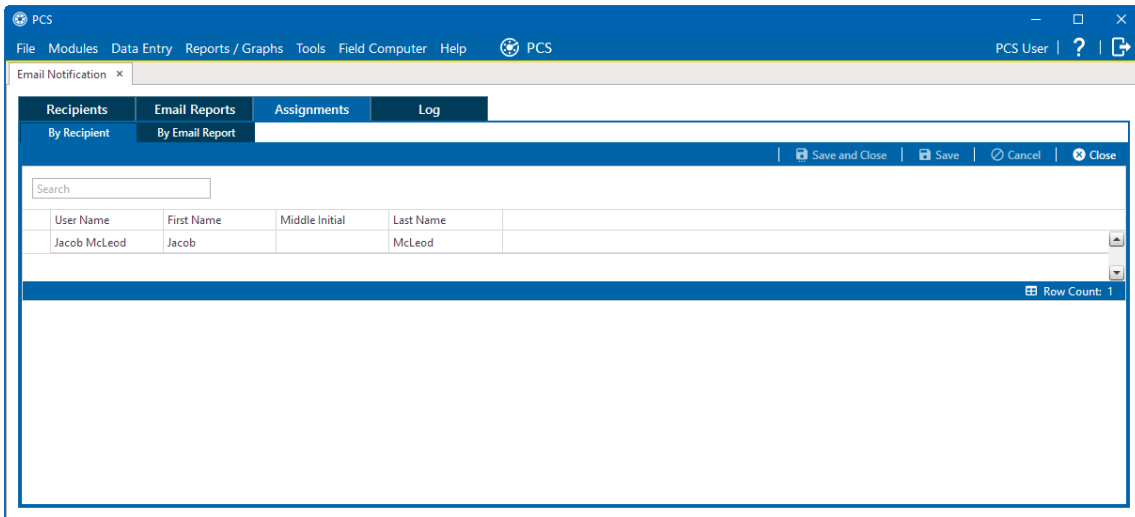 PCS
File Modules Data Entry Reports / Graphs Tools Field Computer Help PCS PCS User | ? |
Email Notification ×
Recipients Email Reports Assignments Log
By Recipient By Email Report
| Save and Close | Save | Cancel | Close
Search
User Name First Name Middle Initial Last Name
Jacob McLeod Jacob McLeod
Row Count: 1